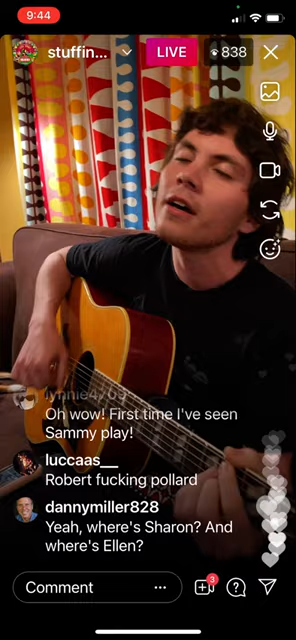 9:44
stuffin...
LIVE
838
lynnie4769
Oh wow! First time I've seen
Sammy play!
luccaas__
Robert fucking pollard
dannymiller828
Yeah, where's Sharon? And
where's Ellen?
Comment
3